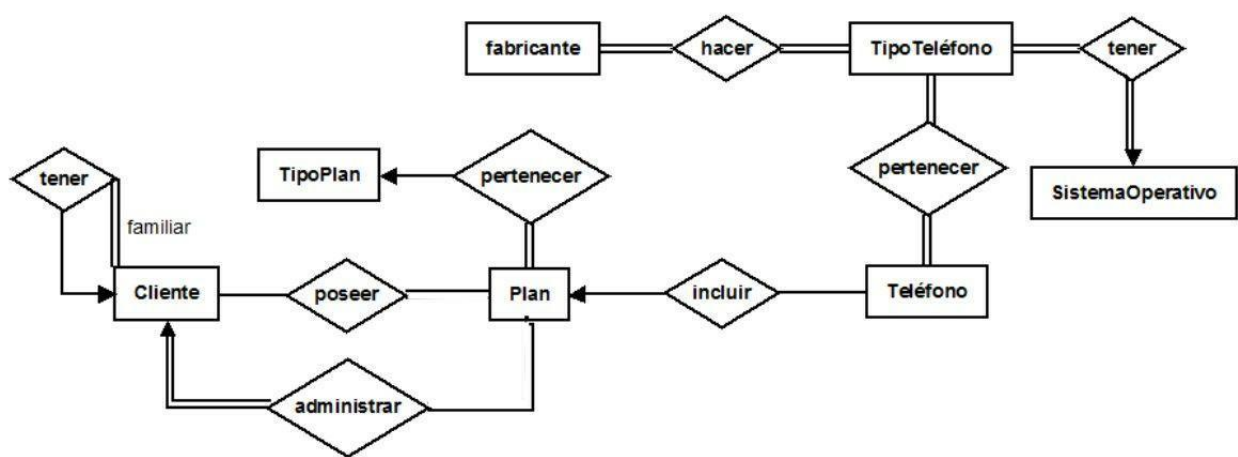 fabricante
hacer
TipoTeléfono
tener
tener
TipoPlan
pertenecer
pertenecer
SistemaOperativo
familiar
Cliente
poseer
Plan
incluir
Teléfono
administrar